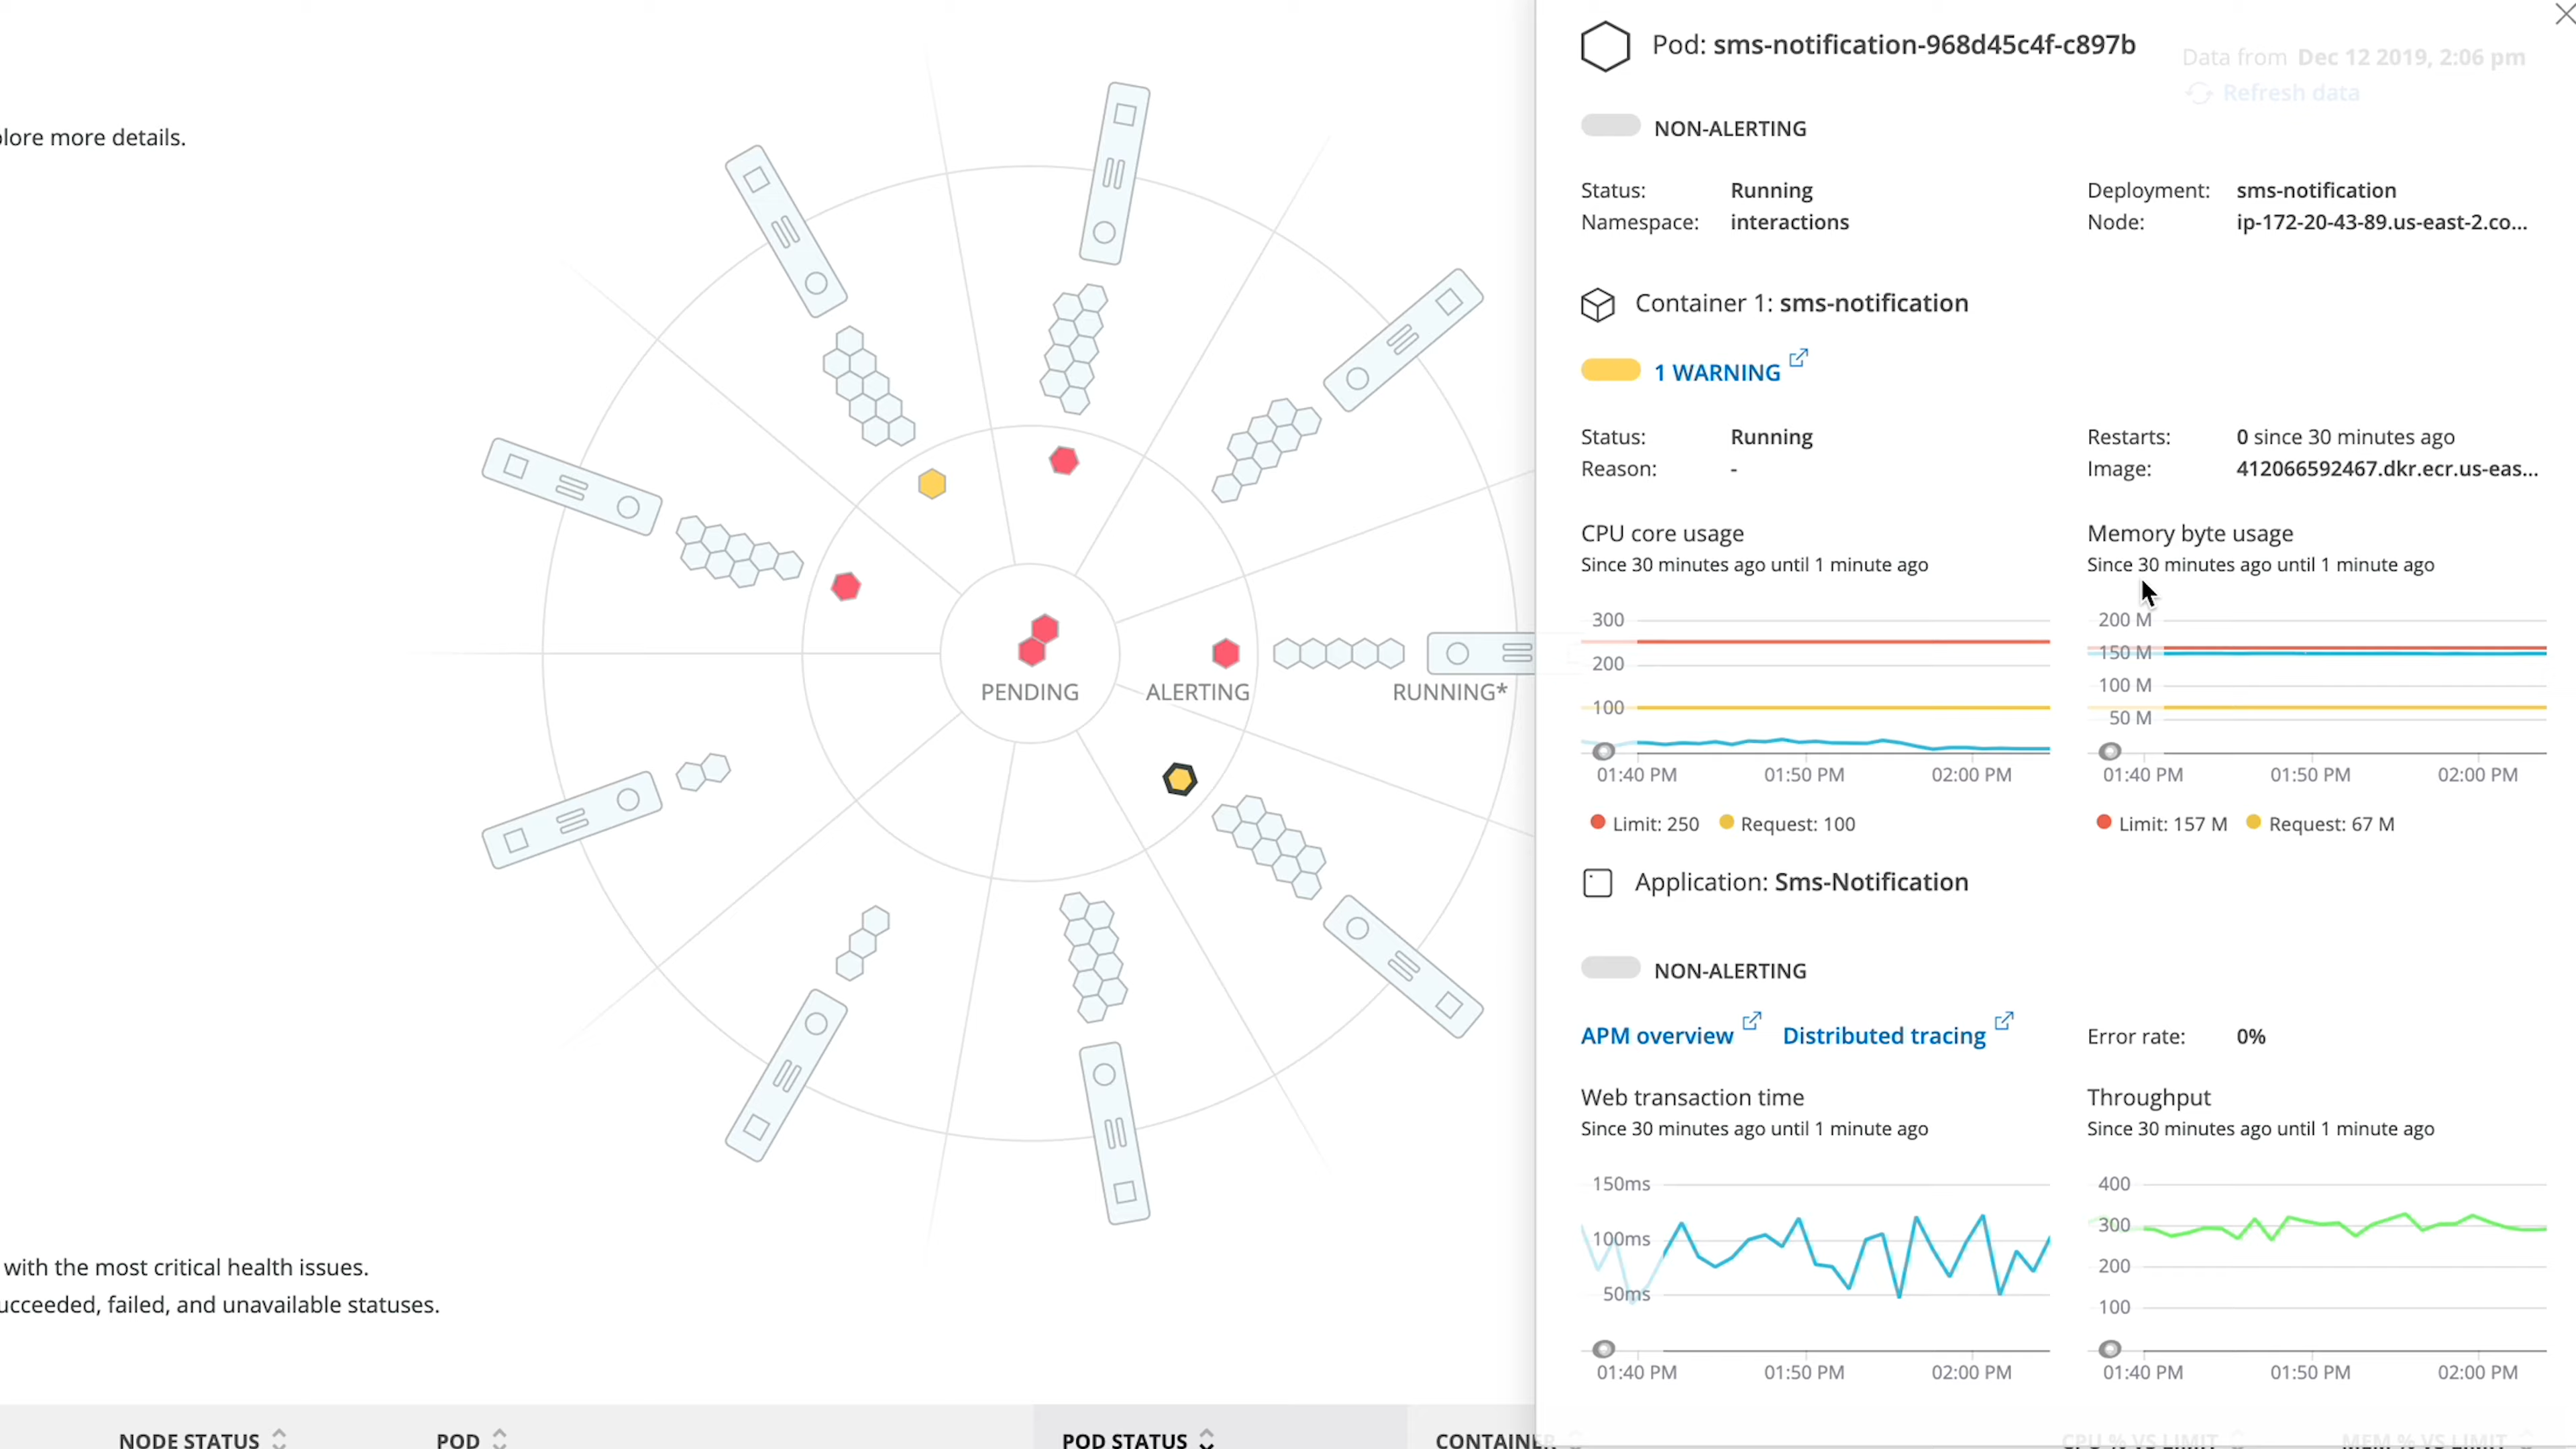 plore more details.
PENDING
ALERTING
RUNNING*
with the most critical health issues.
ucceeded, failed, and unavailable statuses.
NODE STATUS
POD
POD STATUS
CONTAINER
CPU % VS LIMIT
MEM % VS LIMIT
Pod: sms-notification-968d45c4f-c897b
Data from Dec 12 2019, 2:06 pm
Refresh data
NON-ALERTING
Status: Running
Namespace: interactions
Deployment: sms-notification
Node: ip-172-20-43-89.us-east-2.co...
Container 1: sms-notification
1 WARNING
Status: Running
Reason: -
Restarts: 0 since 30 minutes ago
Image: 412066592467.dkr.ecr.us-eas...
CPU core usage
Since 30 minutes ago until 1 minute ago
300
200
100
01:40 PM 01:50 PM 02:00 PM
Limit: 250 Request: 100
Memory byte usage
Since 30 minutes ago until 1 minute ago
200 M
150 M
100 M
50 M
01:40 PM 01:50 PM 02:00 PM
Limit: 157 M Request: 67 M
Application: Sms-Notification
NON-ALERTING
APM overview Distributed tracing
Error rate: 0%
Web transaction time
Since 30 minutes ago until 1 minute ago
150ms
100ms
50ms
01:40 PM 01:50 PM 02:00 PM
Throughput
Since 30 minutes ago until 1 minute ago
400
300
200
100
01:40 PM 01:50 PM 02:00 PM